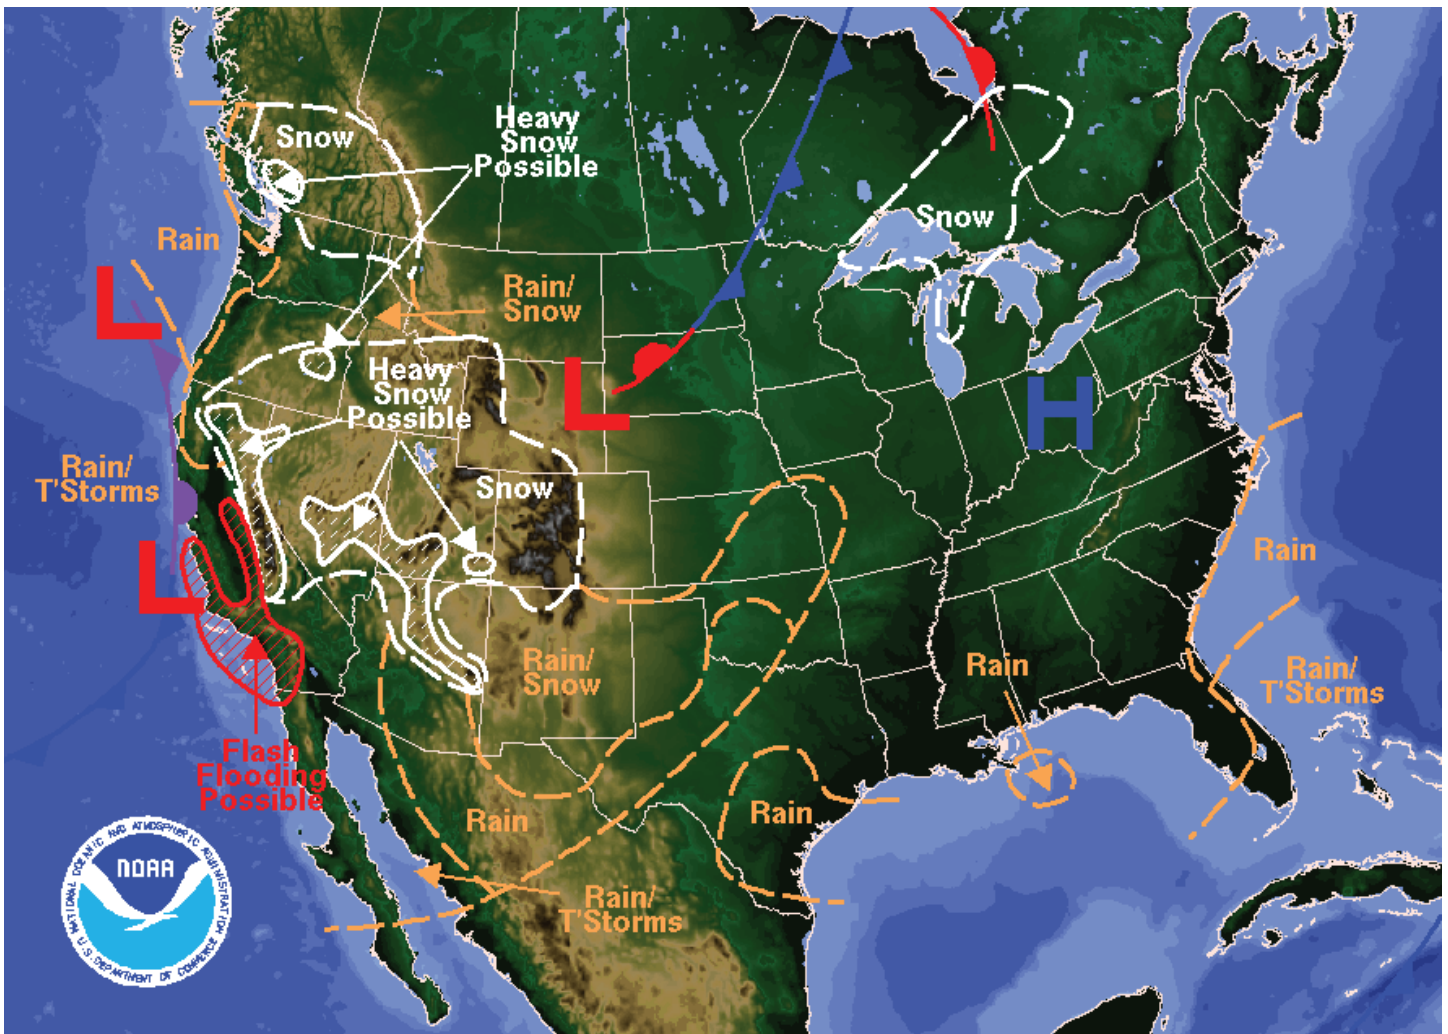 Heavy
Snow
Possible
Snow
Snow
Rain
L
Rain/
Snow
Heavy
Snow
Possible
L
H
Rain/
T'Storms
Snow
Rain
L
Rain/
Snow
Rain
Rain/
T'Storms
Flash
Flooding
Possible
Rain
Rain
Rain/
T'Storms
NATIONAL OCEANIC AND ATMOSPHERIC ADMINISTRATION
NOAA
U.S. DEPARTMENT OF COMMERCE